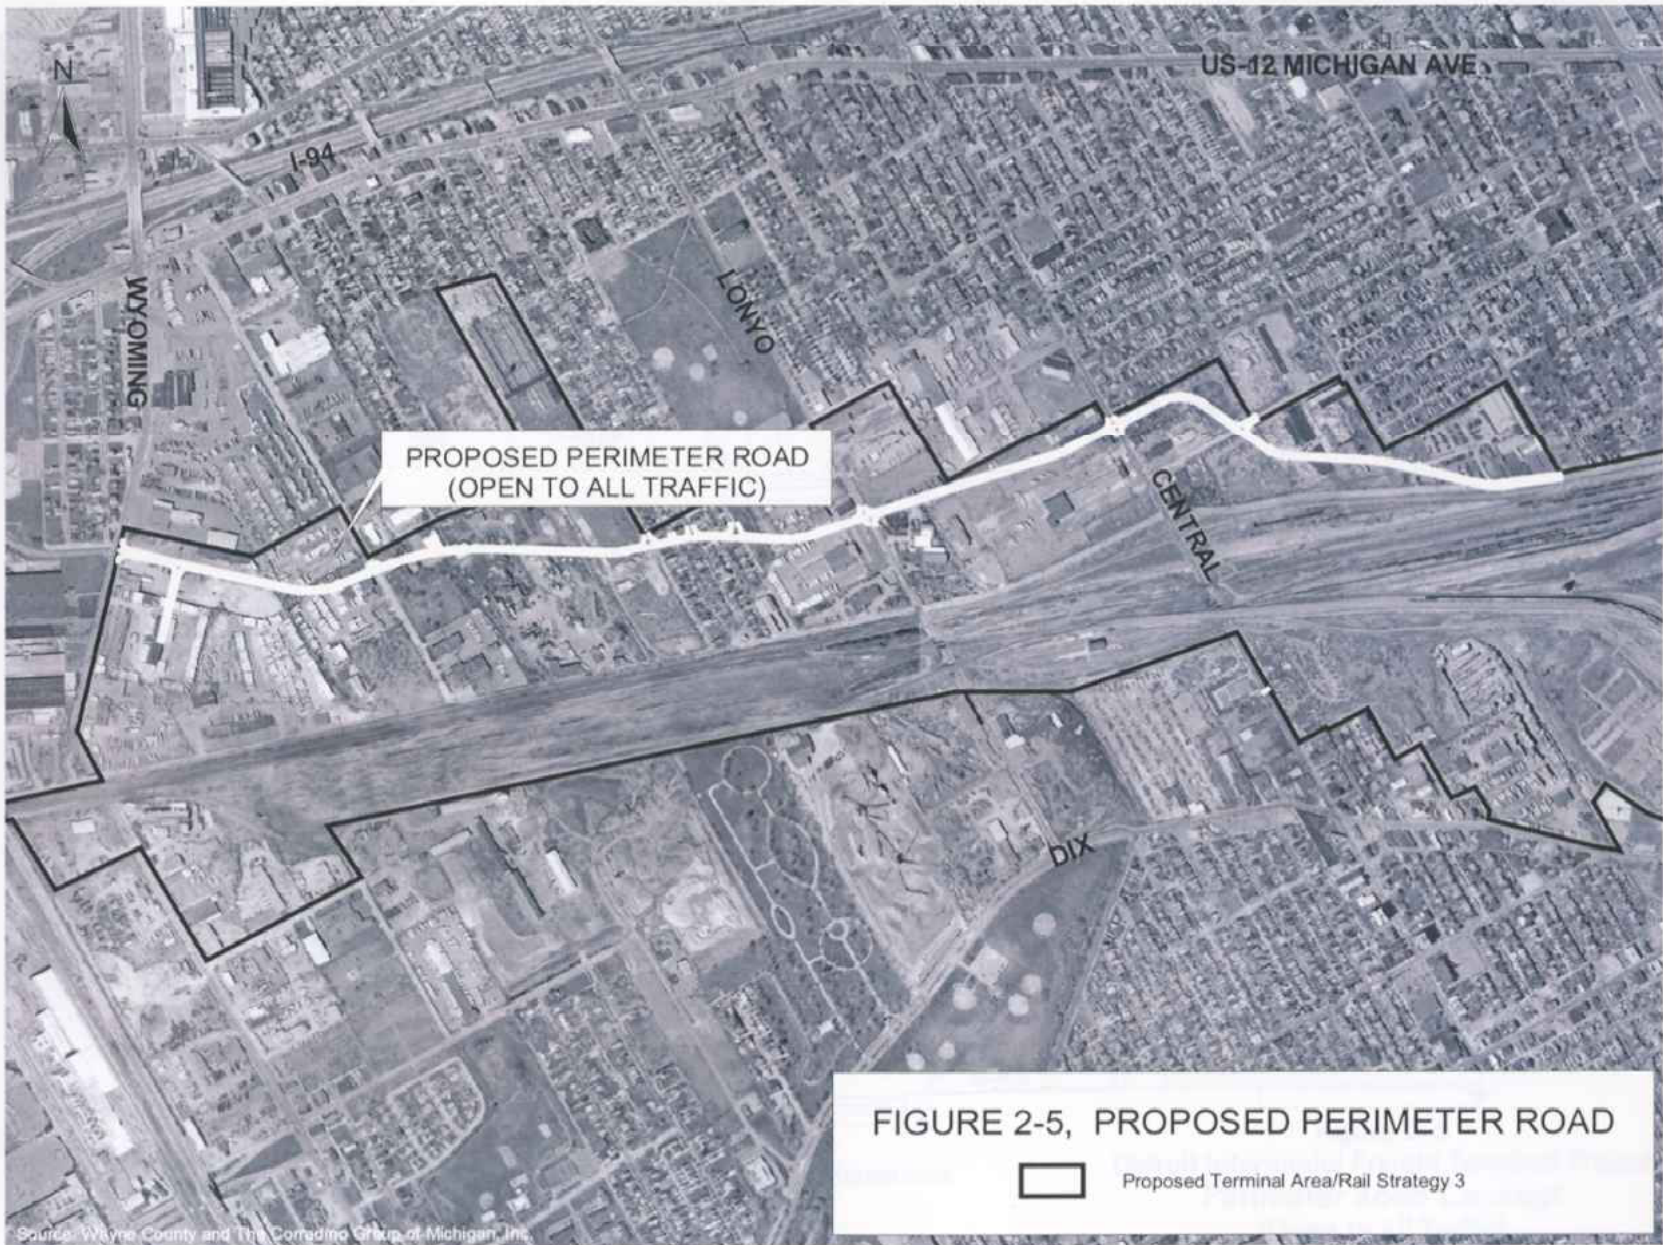 N
US-12 MICHIGAN AVE
I-94
WYOMING
LONYO
PROPOSED PERIMETER ROAD
(OPEN TO ALL TRAFFIC)
CENTRAL
DIX
FIGURE 2-5, PROPOSED PERIMETER ROAD
Proposed Terminal Area/Rail Strategy 3
Source: Wayne County and The Corradino Group of Michigan, Inc.